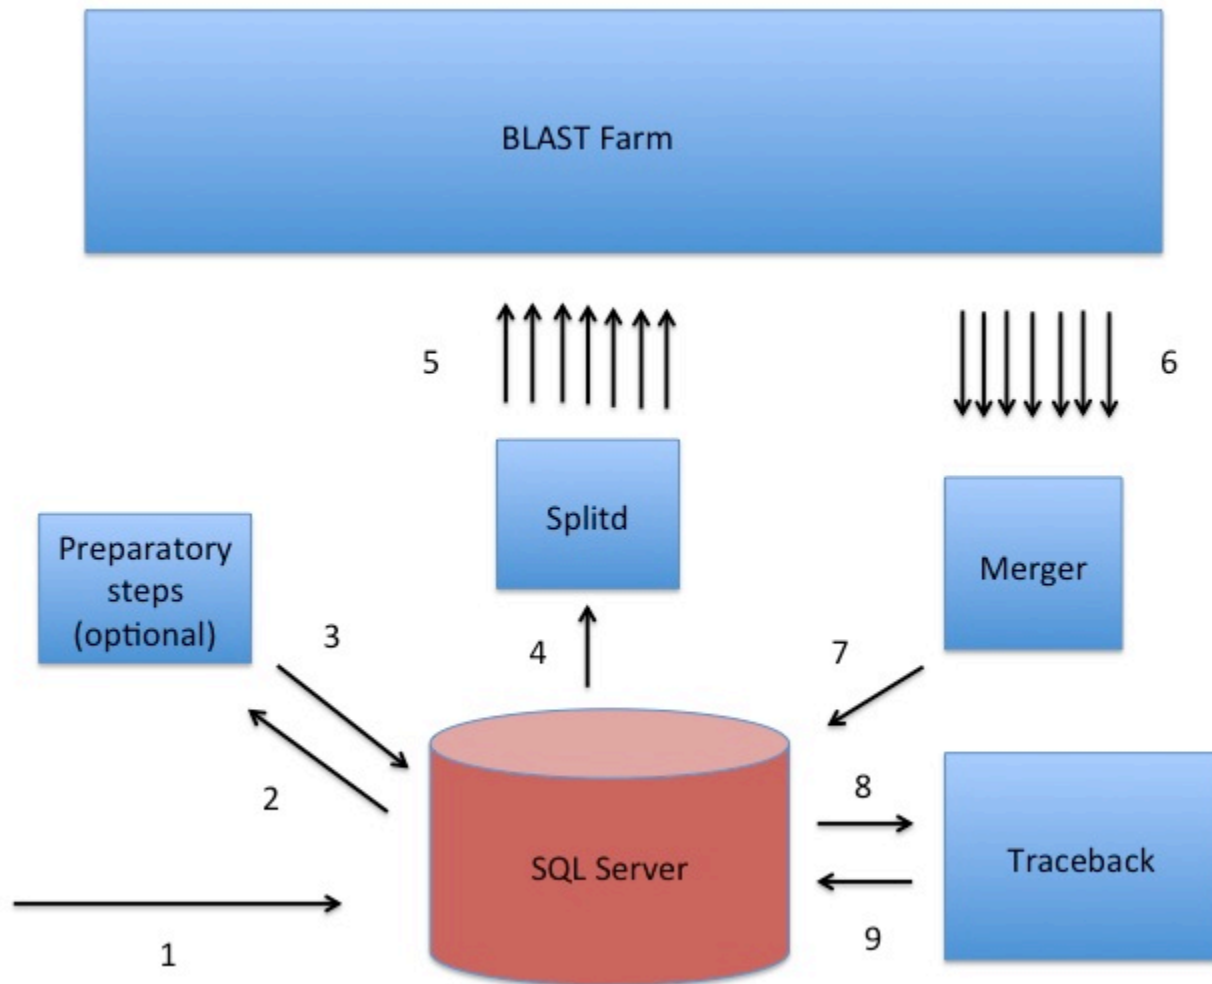 BLAST Farm
5
6
Splitd
Preparatory
steps
(optional)
Merger
3
4
7
2
8
SQL Server
Traceback
1
9